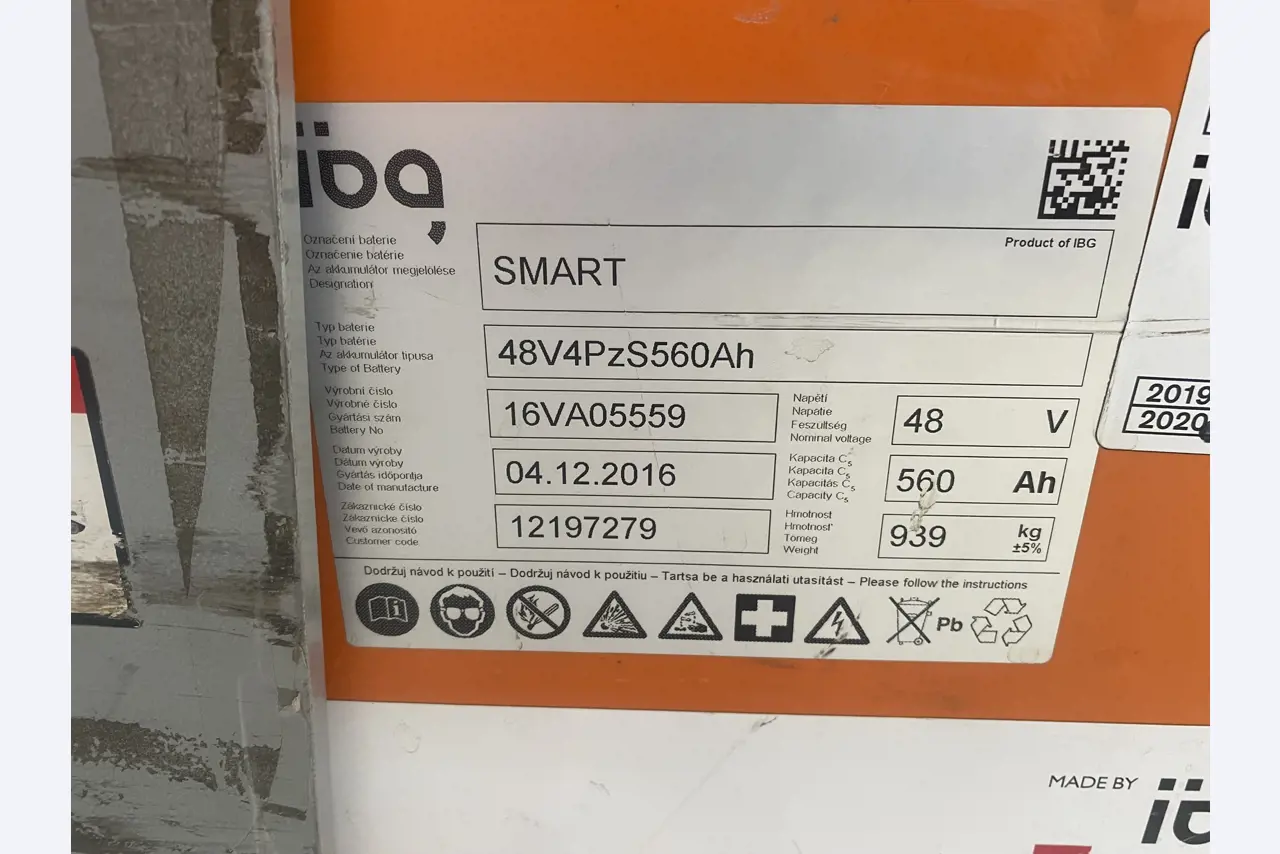 ibg
Product of IBG
Označení baterie
Označenie batérie
Az akkumulátor megjelölése
Designation
SMART
Typ baterie
Typ batérie
Az akkumulátor tipusa
Type of Battery
48V4PzS560Ah
Výrobní číslo
Výrobné číslo
Gyártási szám
Battery No
16VA05559
Napětí
Napätie
Feszültség
Nominal voltage
48 V
Datum výroby
Dátum výroby
Gyártás időpontja
Date of manufacture
04.12.2016
Kapacita C5
Kapacita C5
Kapacitás C5
Capacity C5
560 Ah
Zákaznické číslo
Zákaznícke číslo
Vevő azonosító
Customer code
12197279
Hmotnost
Hmotnosť
Tömeg
Weight
939 kg
±5%
Dodržuj návod k použití – Dodržuj návod k použitiu – Tartsa be a használati utasítást – Please follow the instructions
Pb
2019
2020
MADE BY